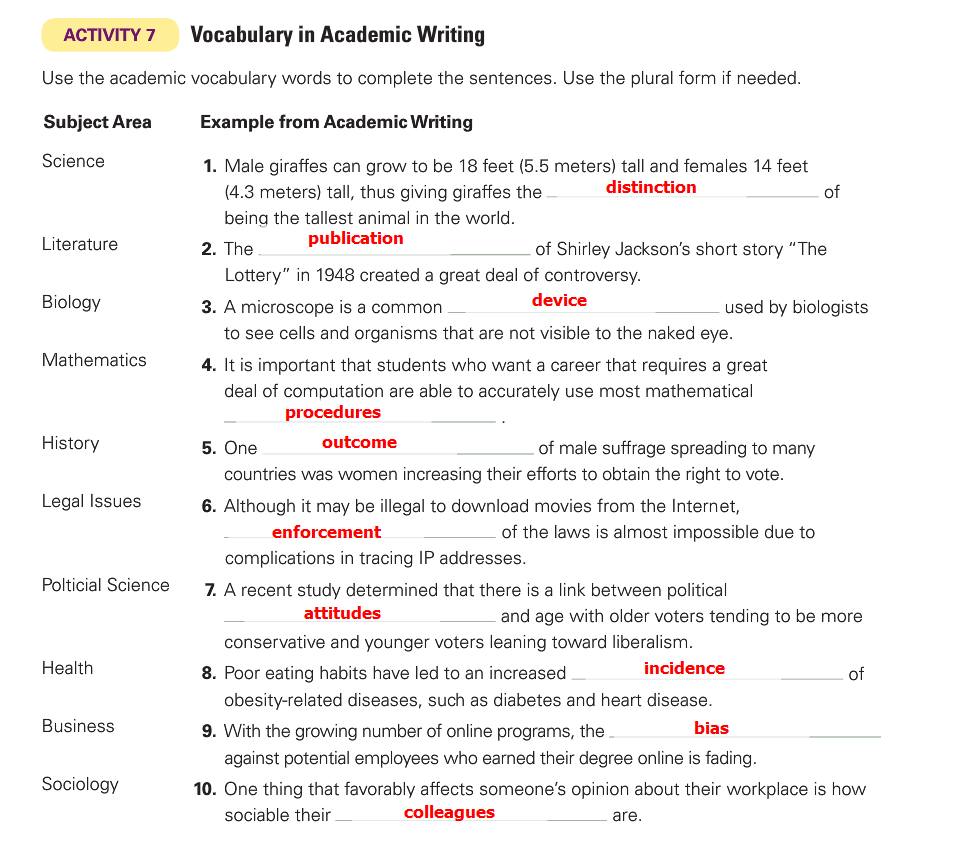 ACTIVITY 7 Vocabulary in Academic Writing
Use the academic vocabulary words to complete the sentences. Use the plural form if needed.
Subject Area Example from Academic Writing
Science 1. Male giraffes can grow to be 18 feet (5.5 meters) tall and females 14 feet
(4.3 meters) tall, thus giving giraffes the distinction of
being the tallest animal in the world.
Literature 2. The publication of Shirley Jackson's short story “The
Lottery” in 1948 created a great deal of controversy.
Biology 3. A microscope is a common device used by biologists
to see cells and organisms that are not visible to the naked eye.
Mathematics 4. It is important that students who want a career that requires a great
deal of computation are able to accurately use most mathematical
procedures .
History 5. One outcome of male suffrage spreading to many
countries was women increasing their efforts to obtain the right to vote.
Legal Issues 6. Although it may be illegal to download movies from the Internet,
enforcement of the laws is almost impossible due to
complications in tracing IP addresses.
Polticial Science 7. A recent study determined that there is a link between political
attitudes and age with older voters tending to be more
conservative and younger voters leaning toward liberalism.
Health 8. Poor eating habits have led to an increased incidence of
obesity-related diseases, such as diabetes and heart disease.
Business 9. With the growing number of online programs, the bias
against potential employees who earned their degree online is fading.
Sociology 10. One thing that favorably affects someone's opinion about their workplace is how
sociable their colleagues are.